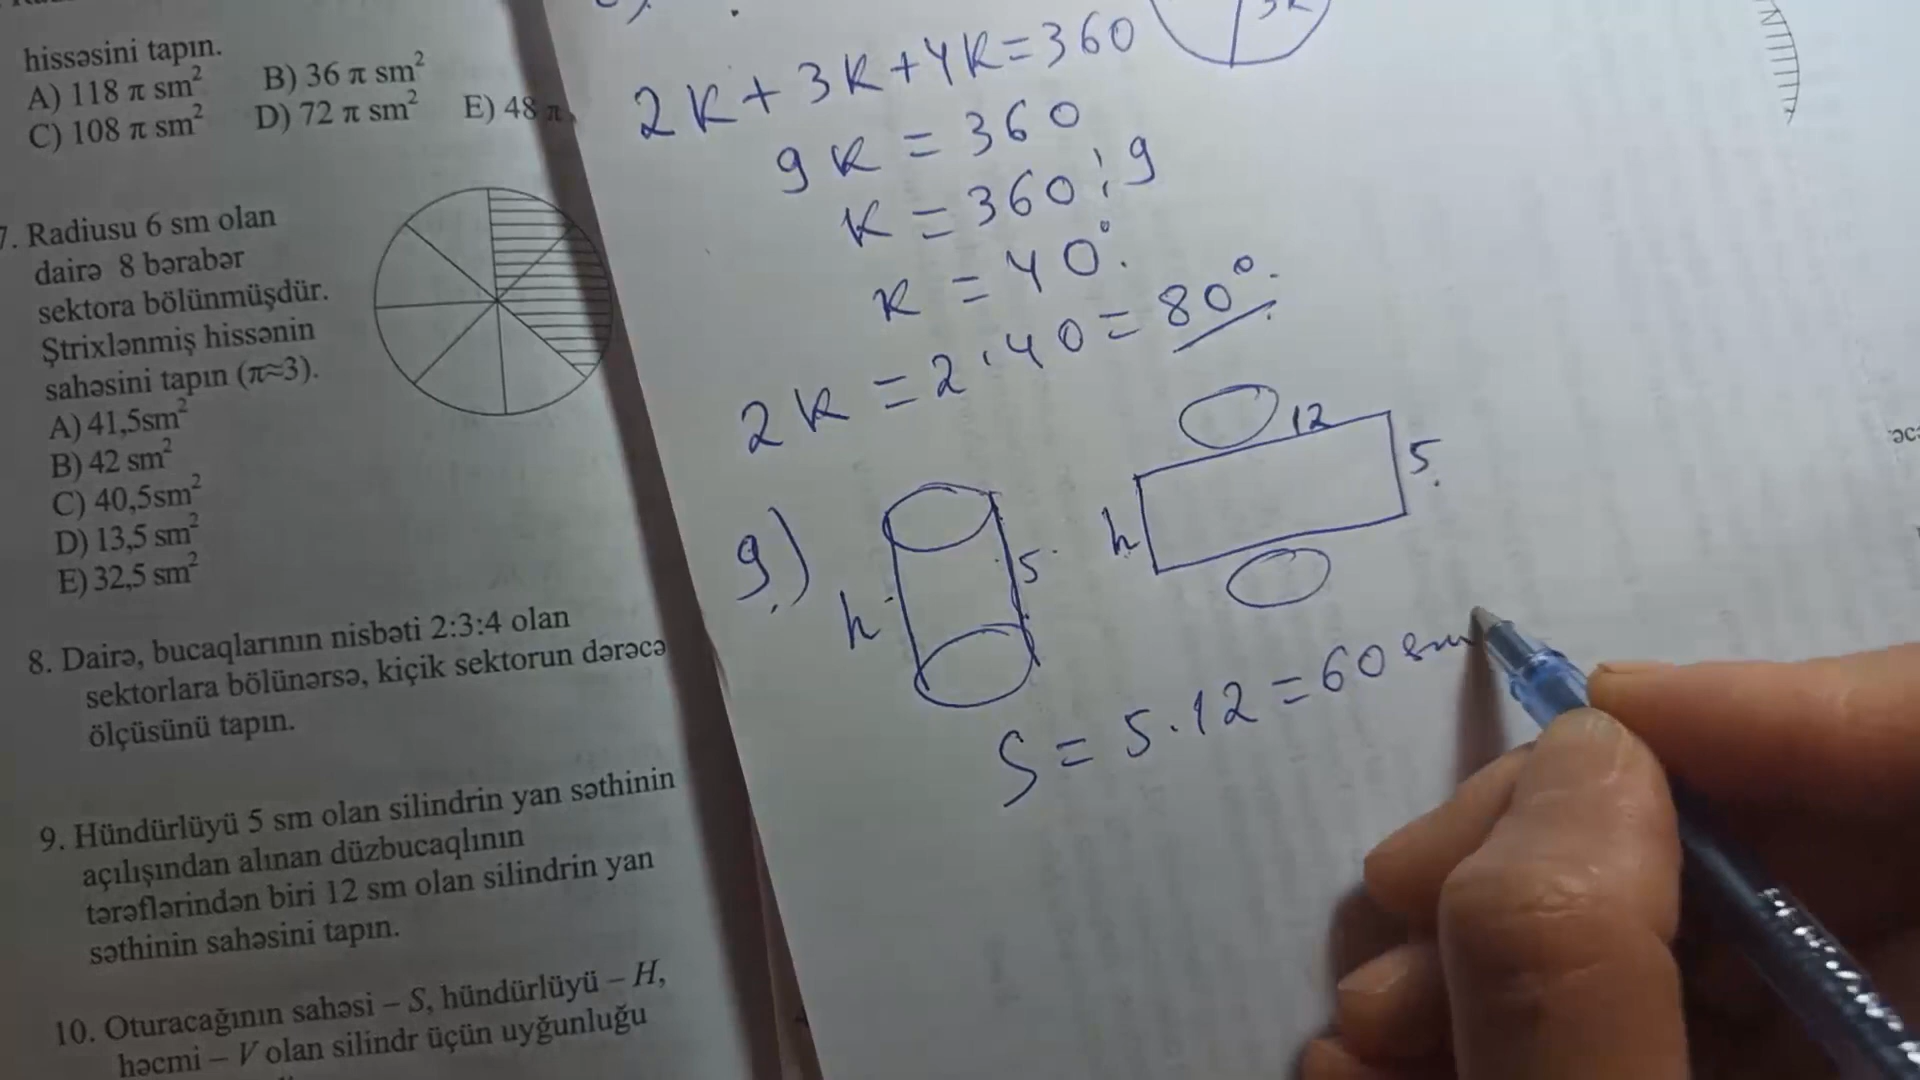 hissəsini tapın.
A) 118 π sm² B) 36 π sm²
C) 108 π sm² D) 72 π sm² E) 48 π
7. Radiusu 6 sm olan
dairə 8 bərabər
sektora bölünmüşdür.
Ştrixlənmiş hissənin
sahəsini tapın (π≈3).
A) 41,5sm²
B) 42 sm²
C) 40,5sm²
D) 13,5 sm²
E) 32,5 sm²
8. Dairə, bucaqlarının nisbəti 2:3:4 olan
sektorlara bölünərsə, kiçik sektorun dərəcə
ölçüsünü tapın.
9. Hündürlüyü 5 sm olan silindrin yan səthinin
açılışından alınan düzbucaqlının
tərəflərindən biri 12 sm olan silindrin yan
səthinin sahəsini tapın.
10. Oturacağının sahəsi – S, hündürlüyü – H,
həcmi – V olan silindr üçün uyğunluğu
3K
2K+3K+4K=360
9K=360
K=360:9
K=40°.
2K=2·40=80°.
9.)
h
5
12
h
5.
S=5·12=60 sm